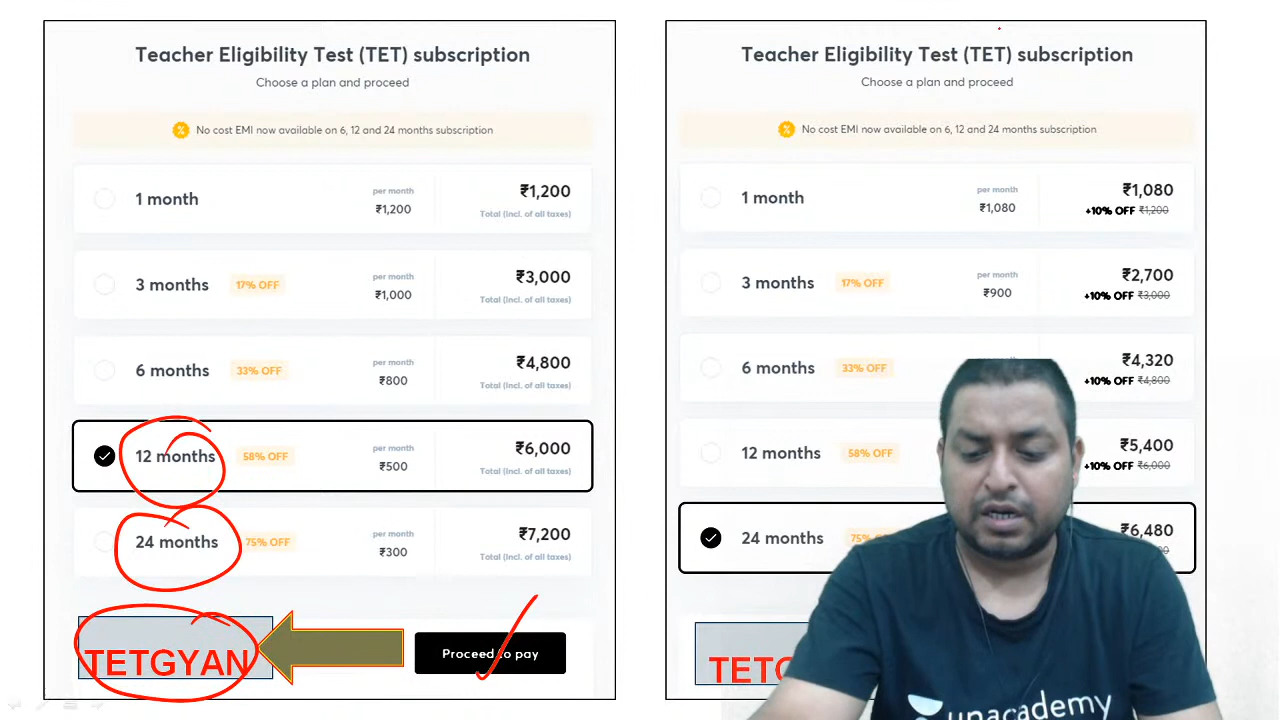 Teacher Eligibility Test (TET) subscription
Choose a plan and proceed
No cost EMI now available on 6, 12 and 24 months subscription
1 month
per month
₹1,200
₹1,200
Total (Incl. of all taxes)
3 months
17% OFF
per month
₹1,000
₹3,000
Total (Incl. of all taxes)
6 months
33% OFF
per month
₹800
₹4,800
Total (Incl. of all taxes)
12 months
58% OFF
per month
₹500
₹6,000
Total (Incl. of all taxes)
24 months
75% OFF
per month
₹300
₹7,200
Total (Incl. of all taxes)
TETGYAN
Proceed to pay
Teacher Eligibility Test (TET) subscription
Choose a plan and proceed
No cost EMI now available on 6, 12 and 24 months subscription
1 month
per month
₹1,080
₹1,080
+10% OFF ₹1,200
3 months
17% OFF
per month
₹900
₹2,700
+10% OFF ₹3,000
6 months
33% OFF
₹4,320
+10% OFF ₹4,800
12 months
58% OFF
₹5,400
+10% OFF ₹6,000
24 months
75%
₹6,480
unacademy